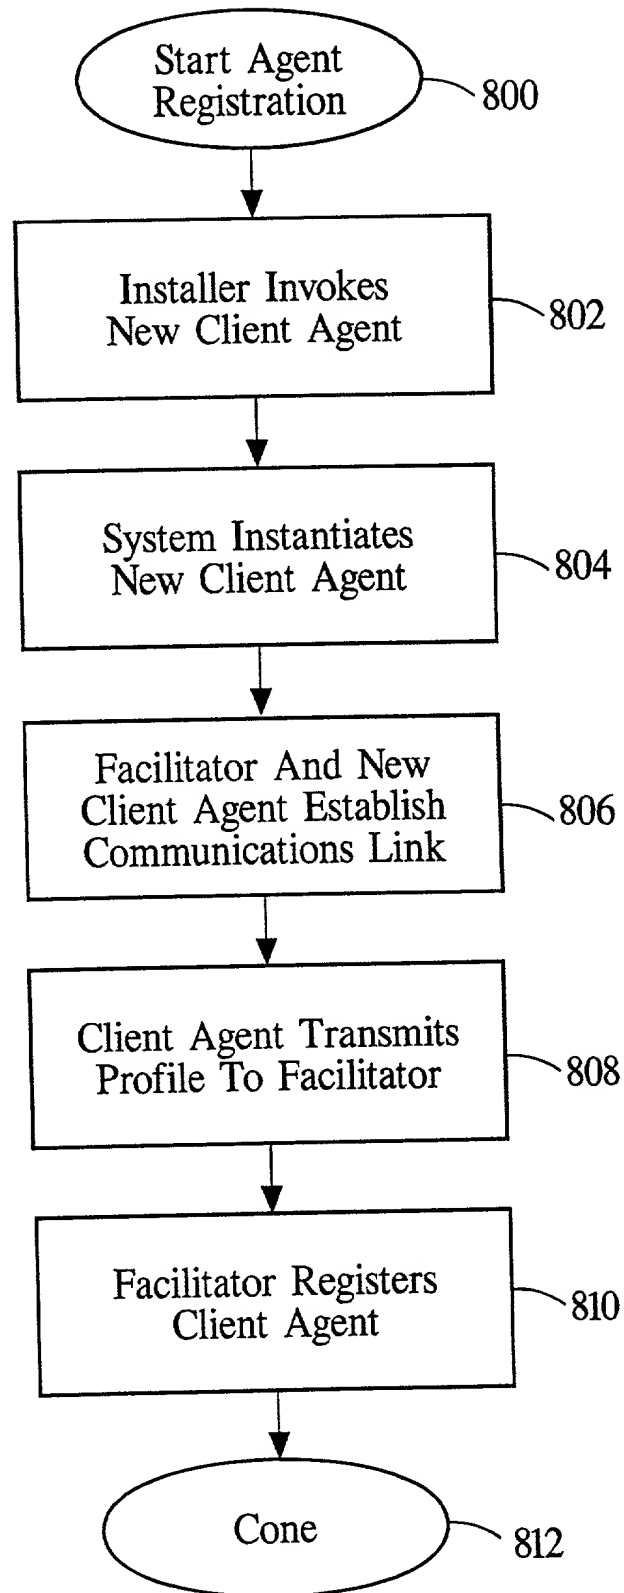 Start Agent
Registration
800
Installer Invokes
New Client Agent
802
System Instantiates
New Client Agent
804
Facilitator And New
Client Agent Establish
Communications Link
806
Client Agent Transmits
Profile To Facilitator
808
Facilitator Registers
Client Agent
810
Cone
812